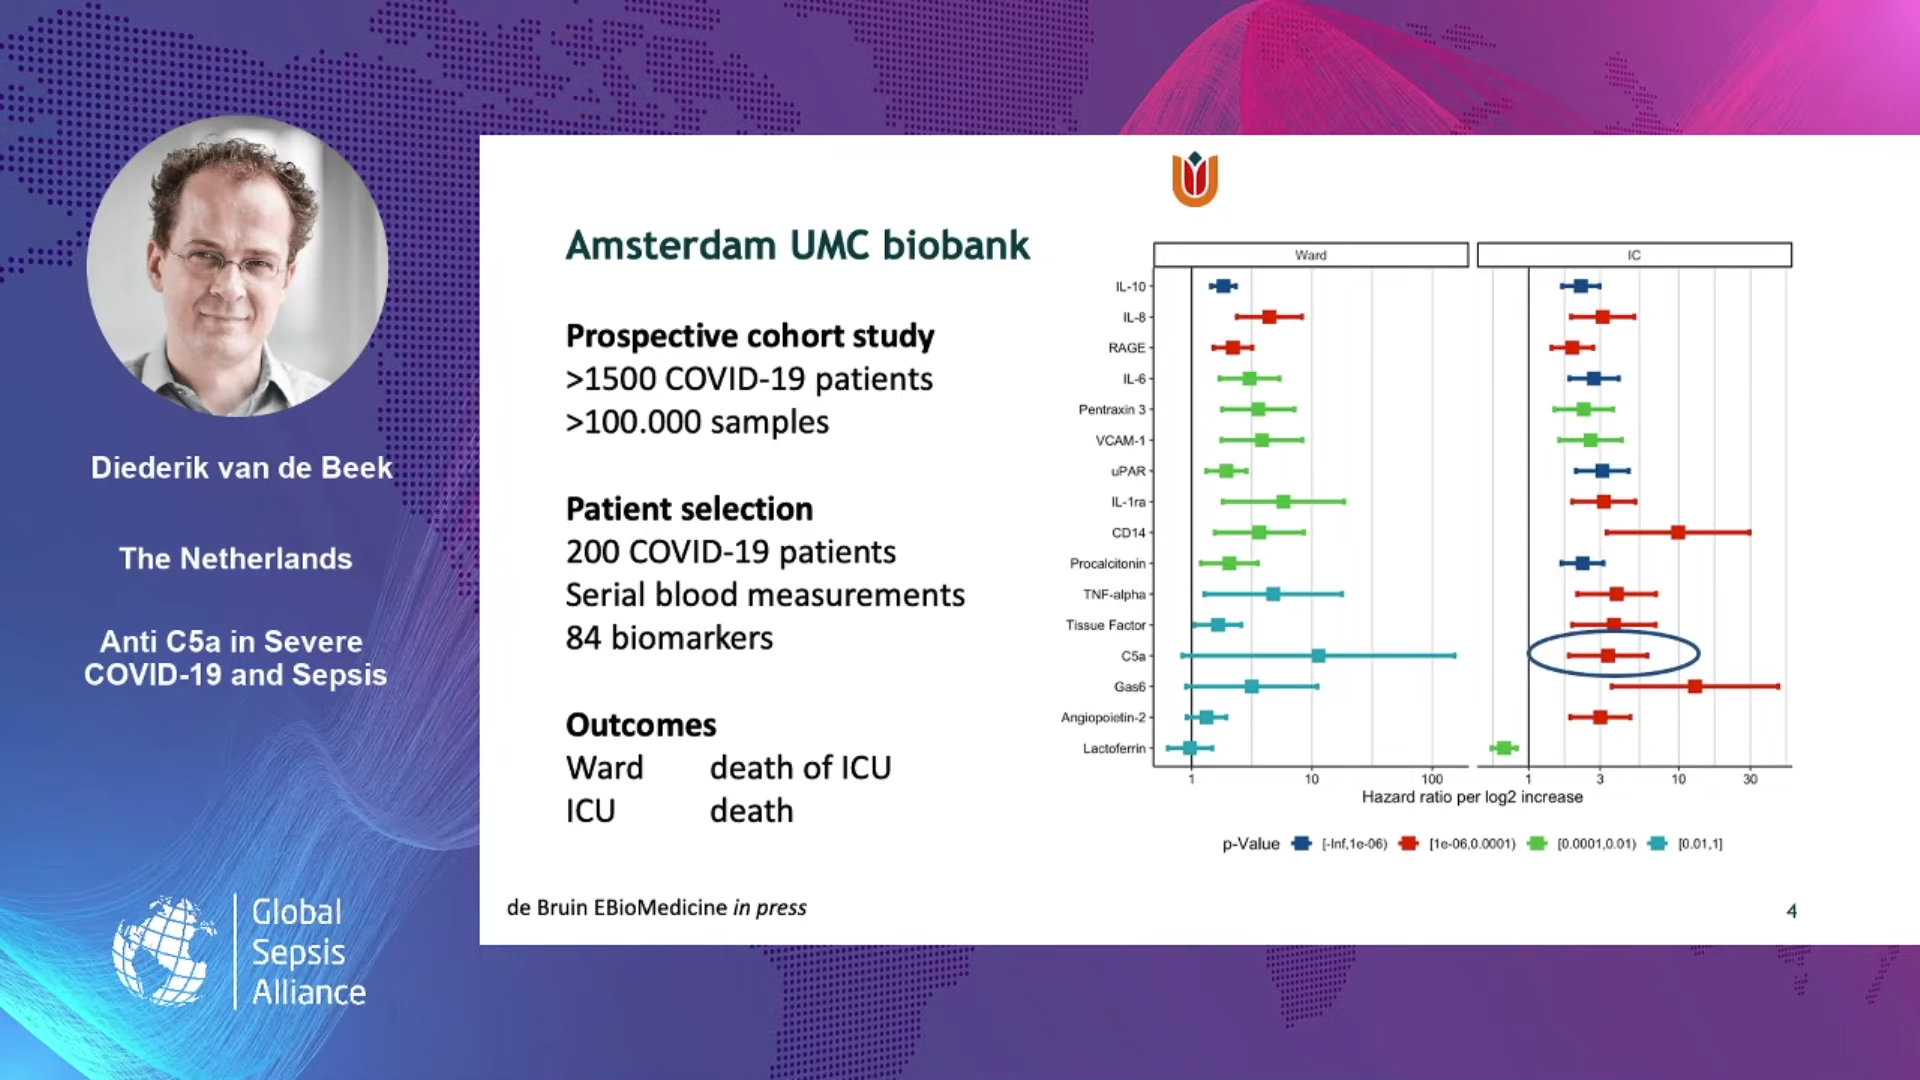 Diederik van de Beek
The Netherlands
Anti C5a in Severe
COVID-19 and Sepsis
Global
Sepsis
Alliance
Amsterdam UMC biobank
Prospective cohort study
>1500 COVID-19 patients
>100.000 samples
Patient selection
200 COVID-19 patients
Serial blood measurements
84 biomarkers
Outcomes
Ward death of ICU
ICU death
de Bruin EBioMedicine in press
Ward IC
IL-10
IL-8
RAGE
IL-6
Pentraxin 3
VCAM-1
uPAR
IL-1ra
CD14
Procalcitonin
TNF-alpha
Tissue Factor
C5a
Gas6
Angiopoietin-2
Lactoferrin
1 10 100 1 3 10 30
Hazard ratio per log2 increase
p-Value [-Inf,1e-06) [1e-06,0.0001) [0.0001,0.01) [0.01,1]
4